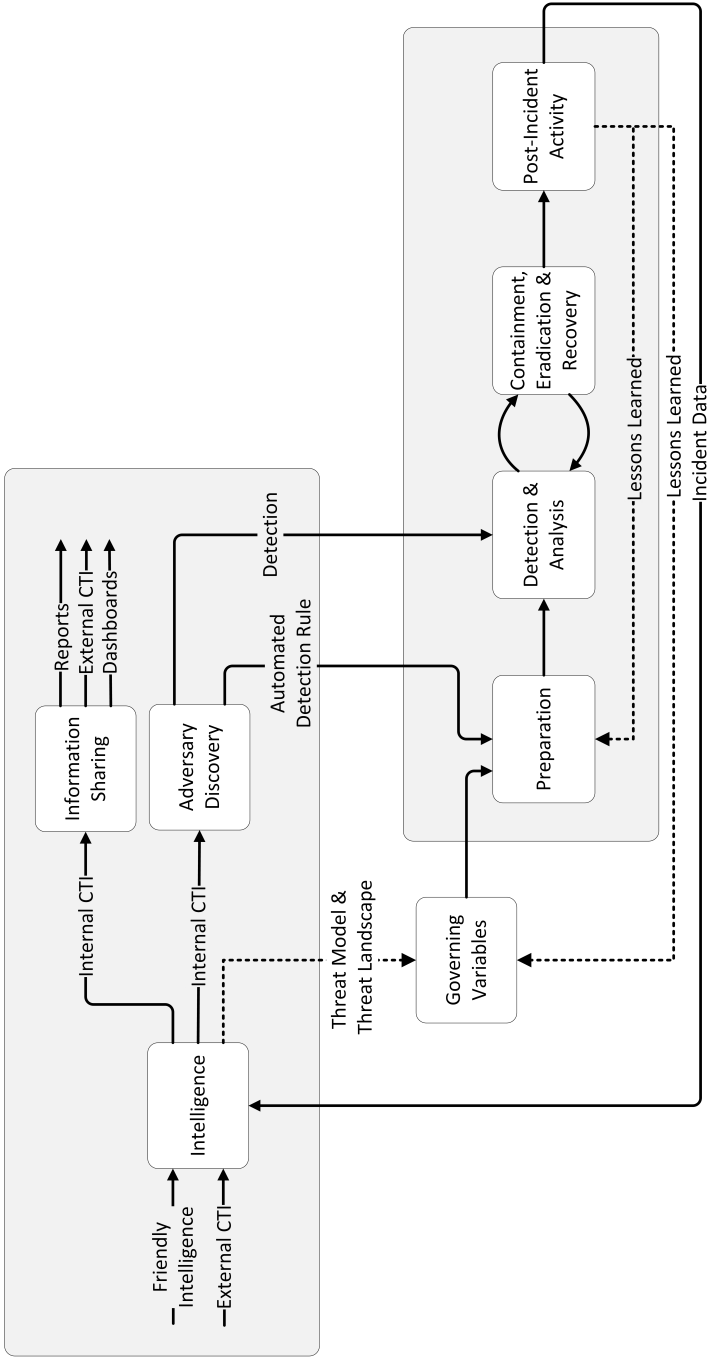 Friendly
Intelligence
External CTI
Intelligence
Internal CTI
Internal CTI
Information
Sharing
Reports
External CTI
Dashboards
Adversary
Discovery
Threat Model &
Threat Landscape
Automated
Detection Rule
Detection
Governing
Variables
Preparation
Detection &
Analysis
Containment,
Eradication &
Recovery
Post-Incident
Activity
Lessons Learned
Lessons Learned
Incident Data